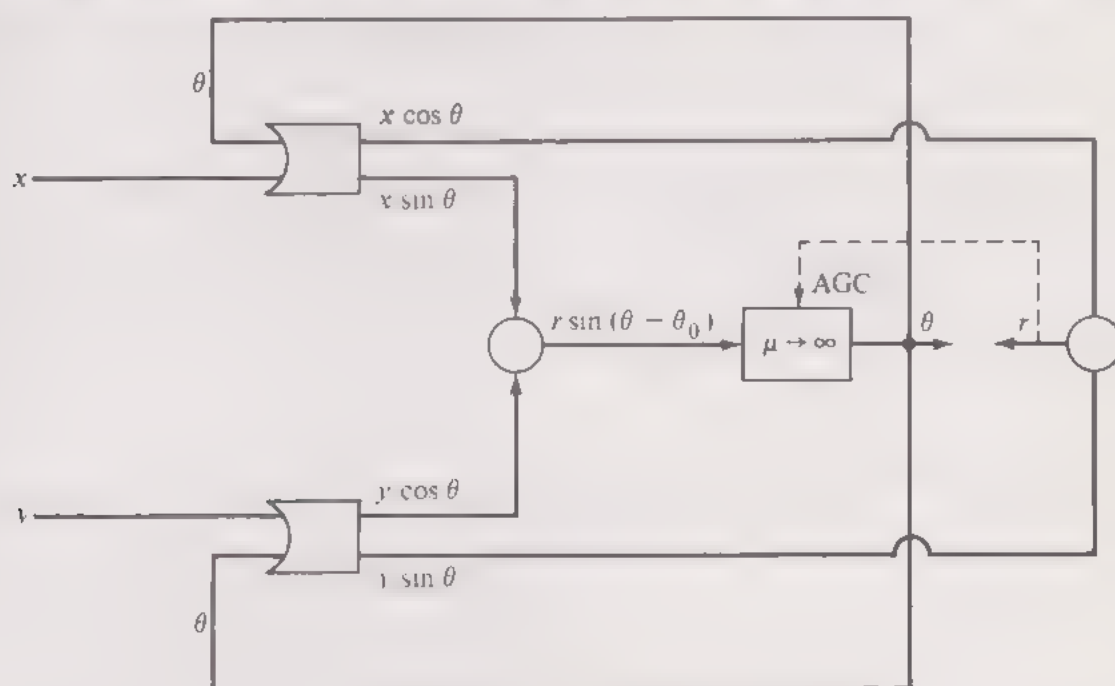 θ
x cos θ
x
x sin θ
AGC
r sin (θ − θ₀)
μ → ∞
θ
r
y cos θ
y
y sin θ
θ